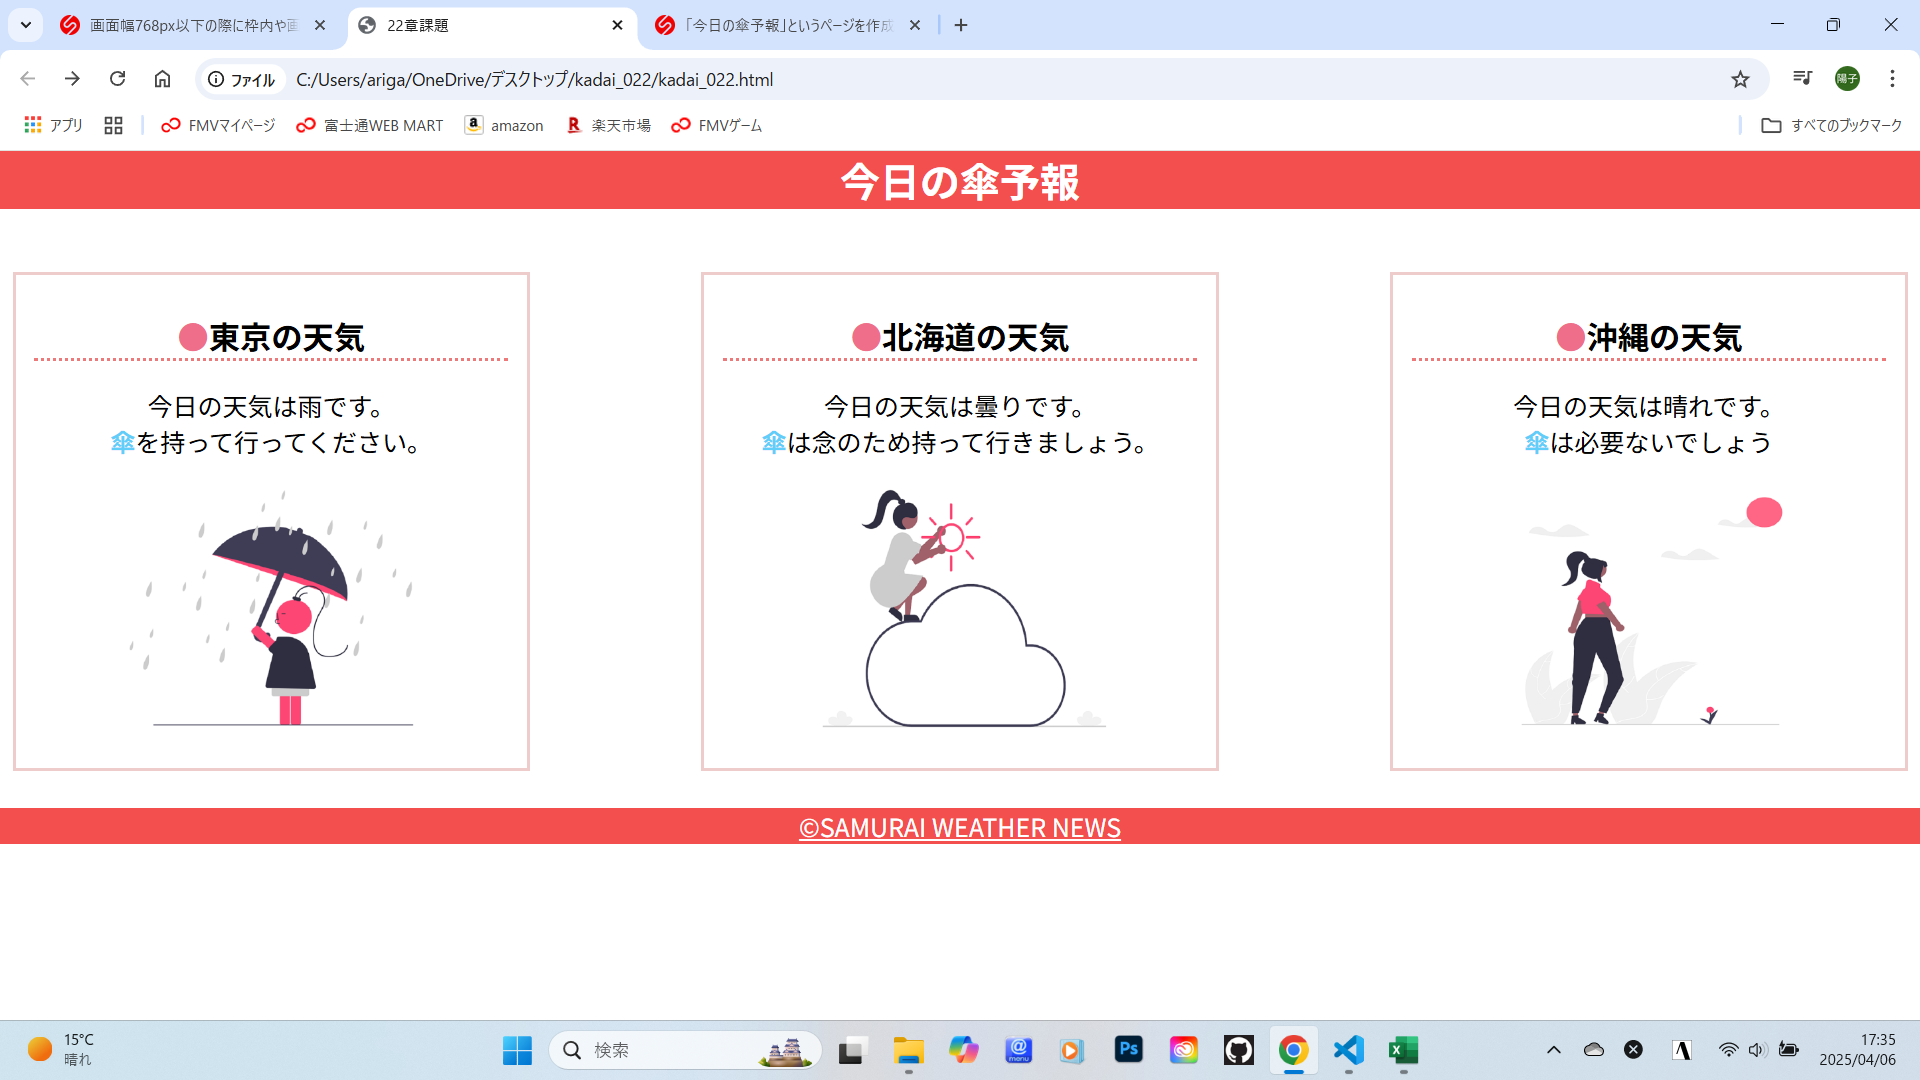 画面幅768px以下の際に枠内や画
22章課題
「今日の傘予報」というページを作成
ファイル
C:/Users/ariga/OneDrive/デスクトップ/kadai_022/kadai_022.html
陽子
アプリ
FMVマイページ
富士通WEB MART
amazon
楽天市場
FMVゲーム
すべてのブックマーク
今日の傘予報
東京の天気
今日の天気は雨です。
傘を持って行ってください。
北海道の天気
今日の天気は曇りです。
傘は念のため持って行きましょう。
沖縄の天気
今日の天気は晴れです。
傘は必要ないでしょう
©SAMURAI WEATHER NEWS
15°C
晴れ
検索
@
menu
Ps
A
17:35
2025/04/06